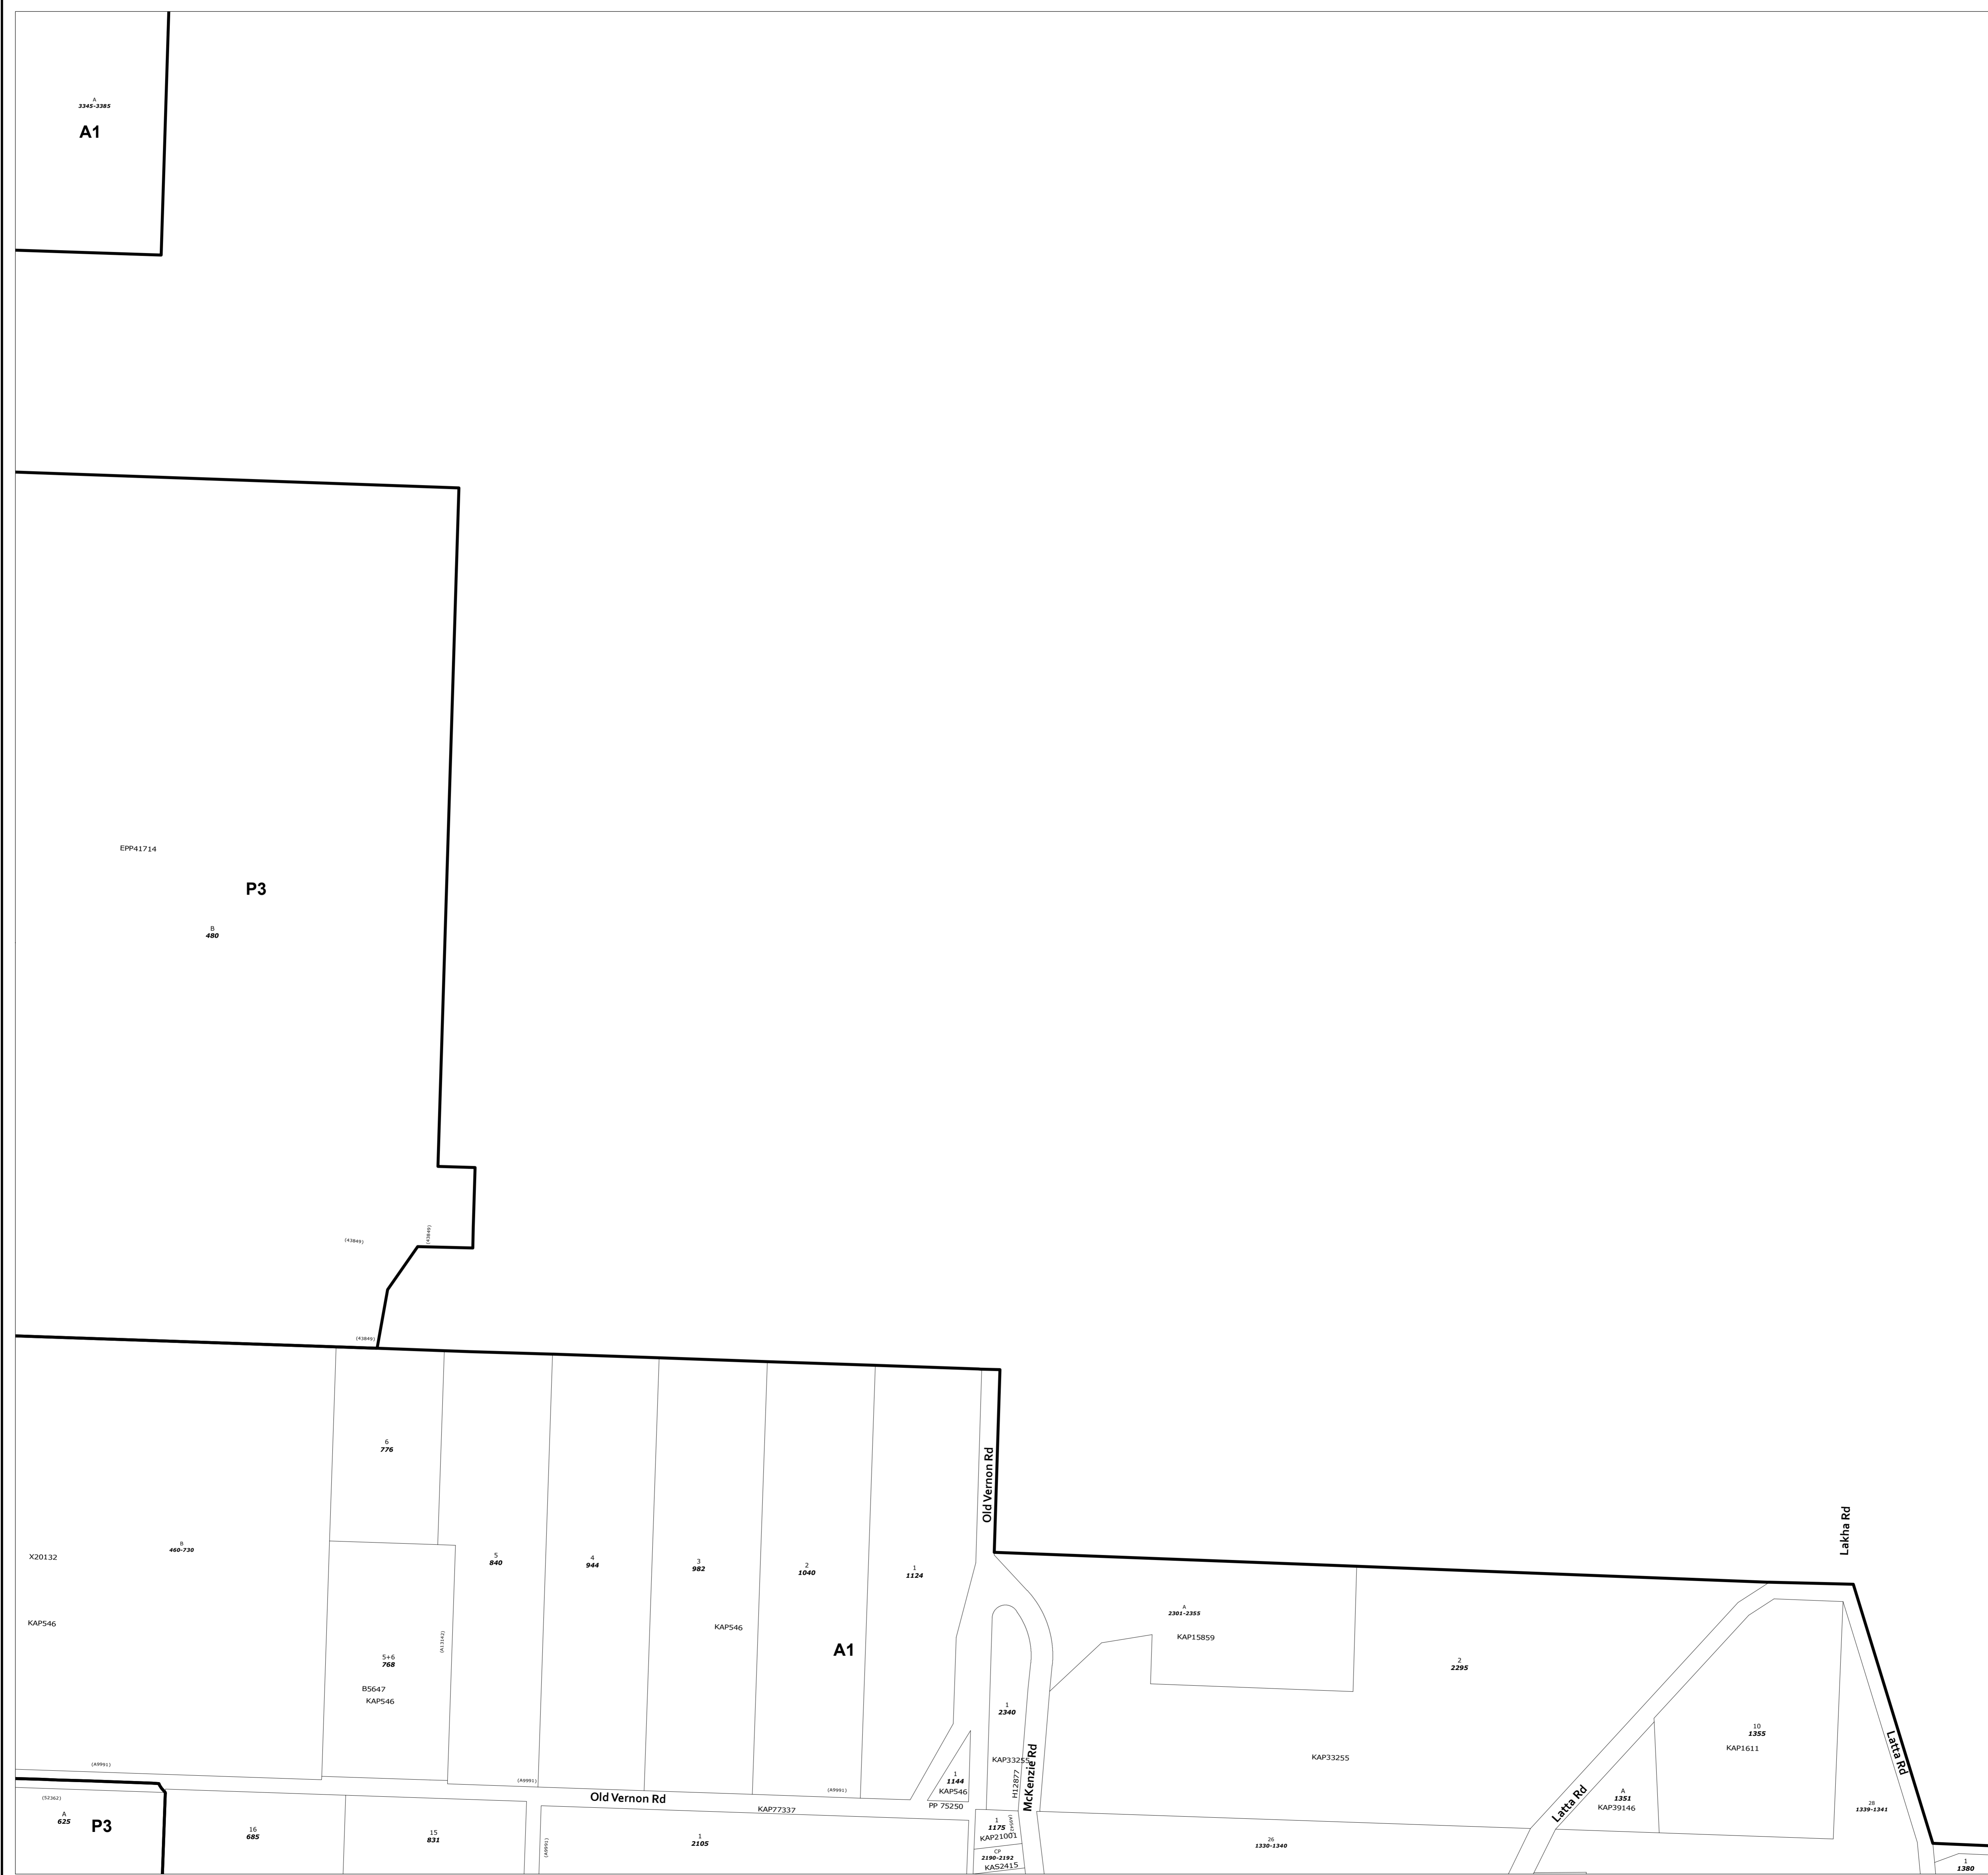 A
3345-3385
A1
EPP41714
P3
B
480
(43849)
(43849)
(43849)
6
776
Old Vernon Rd
Lakha Rd
X20132
B
460-730
5
840
4
944
3
982
2
1040
1
1124
KAP546
KAP546
A1
(A13142)
5+6
768
B5647
KAP546
A
2301-2355
KAP15859
2
2295
1
2340
KAP33255
H12877
McKenzie Rd
KAP33255
10
1355
KAP1611
Latta Rd
(A9991)
(A9991)
(A9991)
1
1144
KAP546
PP 75250
Old Vernon Rd
KAP77337
Latta Rd
A
1351
KAP39146
28
1339-1341
(52362)
A
625
P3
16
685
15
831
(A9991)
1
2105
1
1175
KAP21001
CP
2190-2192
KAS2415
26
1330-1340
1
1380